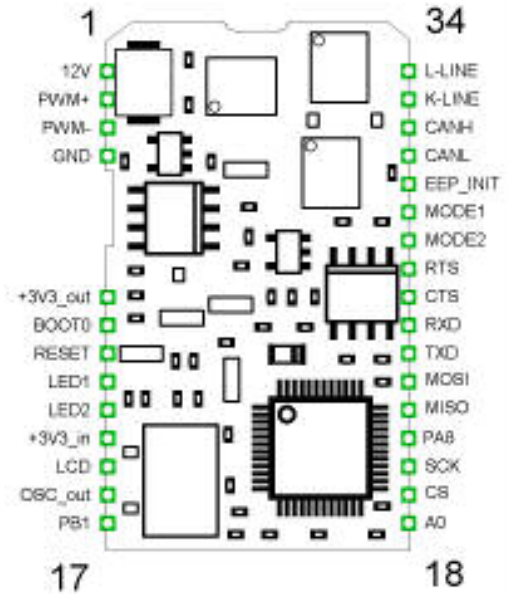 1
34
12V
L-LINE
PWM+
K-LINE
PWM-
CANH
GND
CANL
EEP_INIT
MODE1
MODE2
RTS
+3V3_out
CTS
BOOT0
RXD
RESET
TXD
LED1
MOSI
LED2
MISO
+3V3_in
PA8
LCD
SCK
OSC_out
CS
PB1
A0
17
18